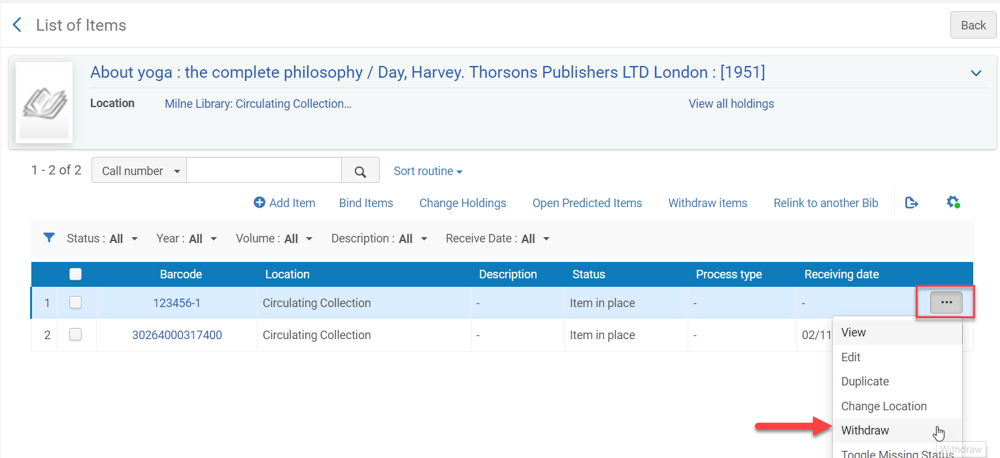 List of Items
Back
About yoga : the complete philosophy / Day, Harvey. Thorsons Publishers LTD London : [1951]
Location Milne Library: Circulating Collection... View all holdings
1 - 2 of 2 Call number Sort routine
Add Item Bind Items Change Holdings Open Predicted Items Withdraw items Relink to another Bib
Status : All Year : All Volume : All Description : All Receive Date : All
Barcode Location Description Status Process type Receiving date
1 123456-1 Circulating Collection - Item in place - -
2 30264000317400 Circulating Collection - Item in place - 02/11
View
Edit
Duplicate
Change Location
Withdraw
Toggle Missing Status
Withdraw